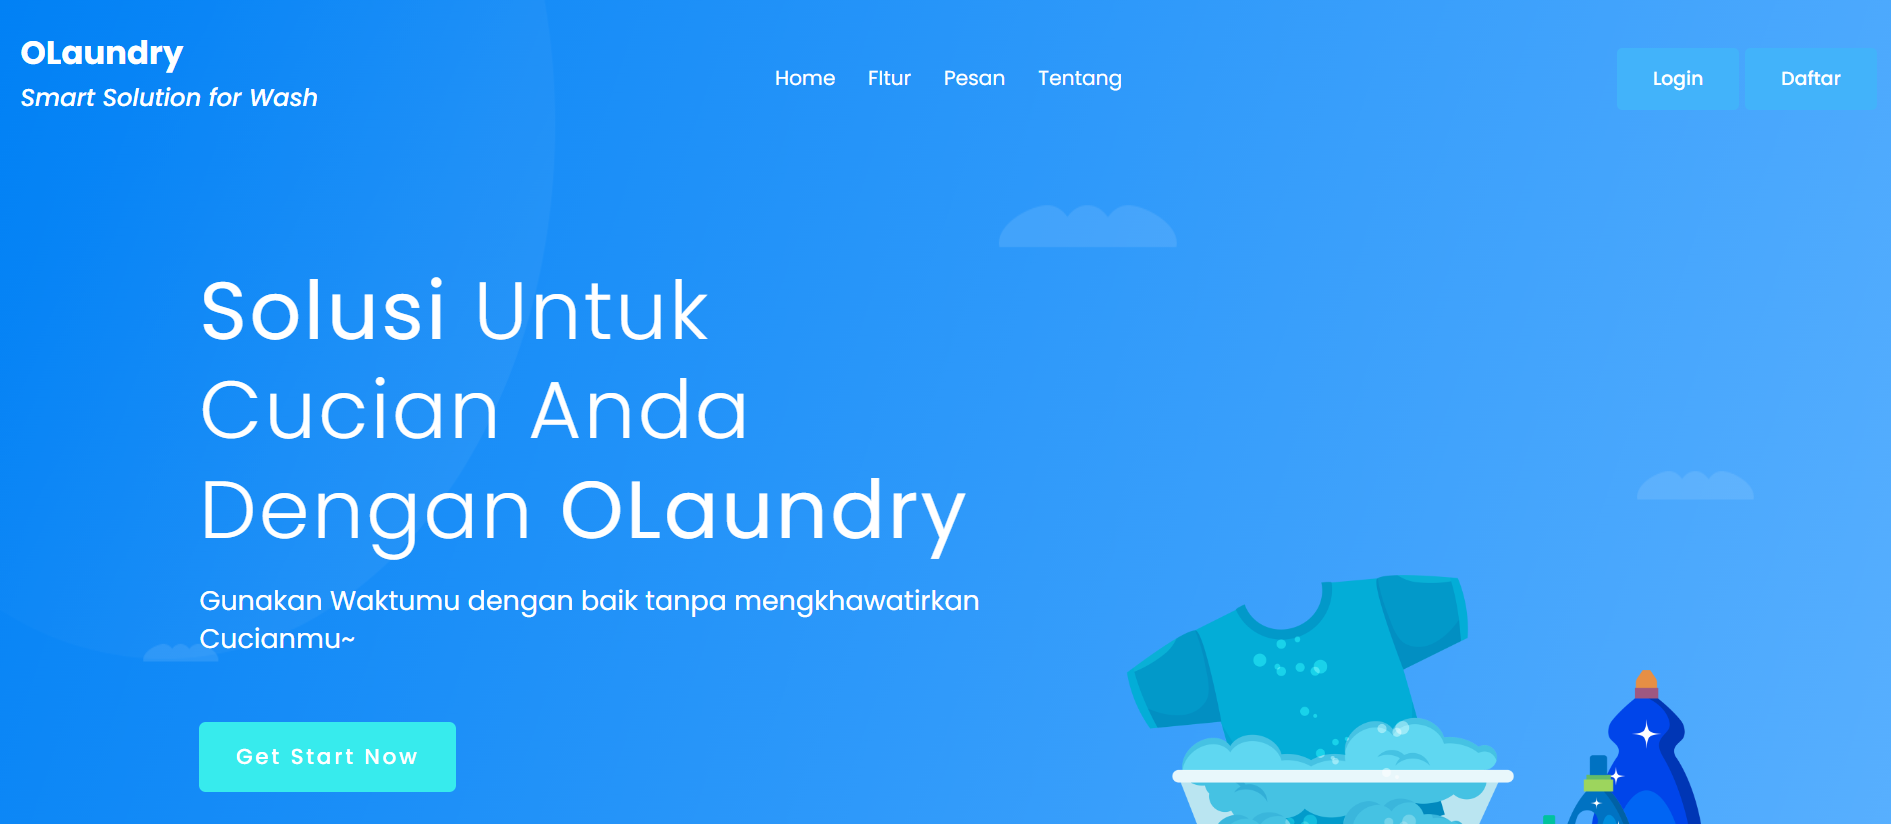 OLaundry
Smart Solution for Wash
Home FItur Pesan Tentang
Login Daftar
Solusi Untuk
Cucian Anda
Dengan OLaundry
Gunakan Waktumu dengan baik tanpa mengkhawatirkan
Cucianmu~
Get Start Now